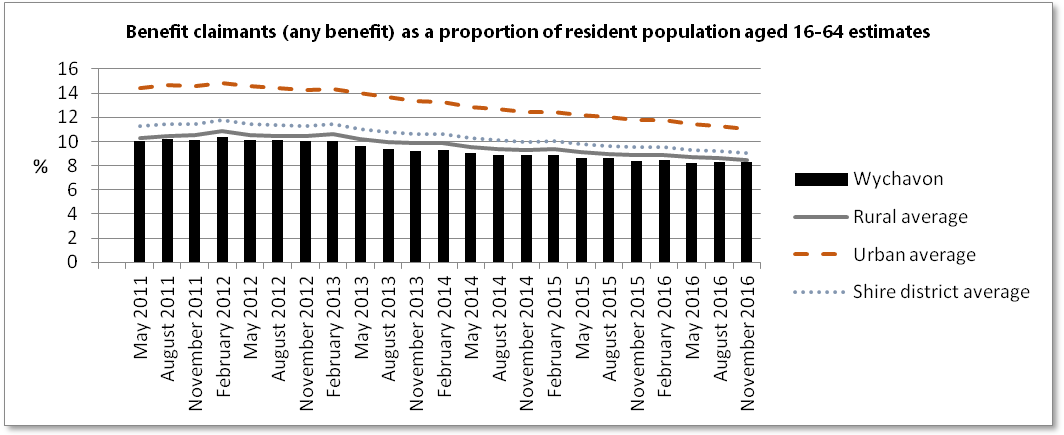 Benefit claimants (any benefit) as a proportion of resident population aged 16-64 estimates
16
14
12
10
8
6
4
2
0
%
May 2011
August 2011
November 2011
February 2012
May 2012
August 2012
November 2012
February 2013
May 2013
August 2013
November 2013
February 2014
May 2014
August 2014
November 2014
February 2015
May 2015
August 2015
November 2015
February 2016
May 2016
August 2016
November 2016
Wychavon
Rural average
Urban average
Shire district average